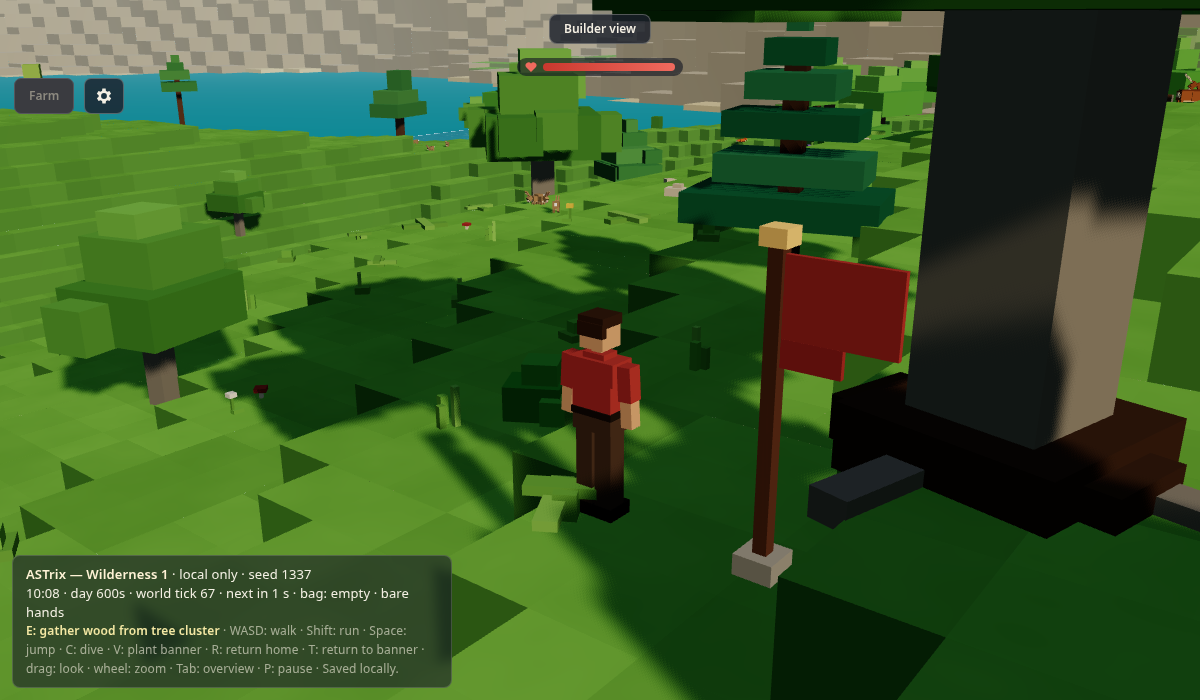 Builder view
Farm
ASTrix — Wilderness 1 · local only · seed 1337
10:08 · day 600s · world tick 67 · next in 1 s · bag: empty · bare
hands
E: gather wood from tree cluster · WASD: walk · Shift: run · Space:
jump · C: dive · V: plant banner · R: return home · T: return to banner ·
drag: look · wheel: zoom · Tab: overview · P: pause · Saved locally.